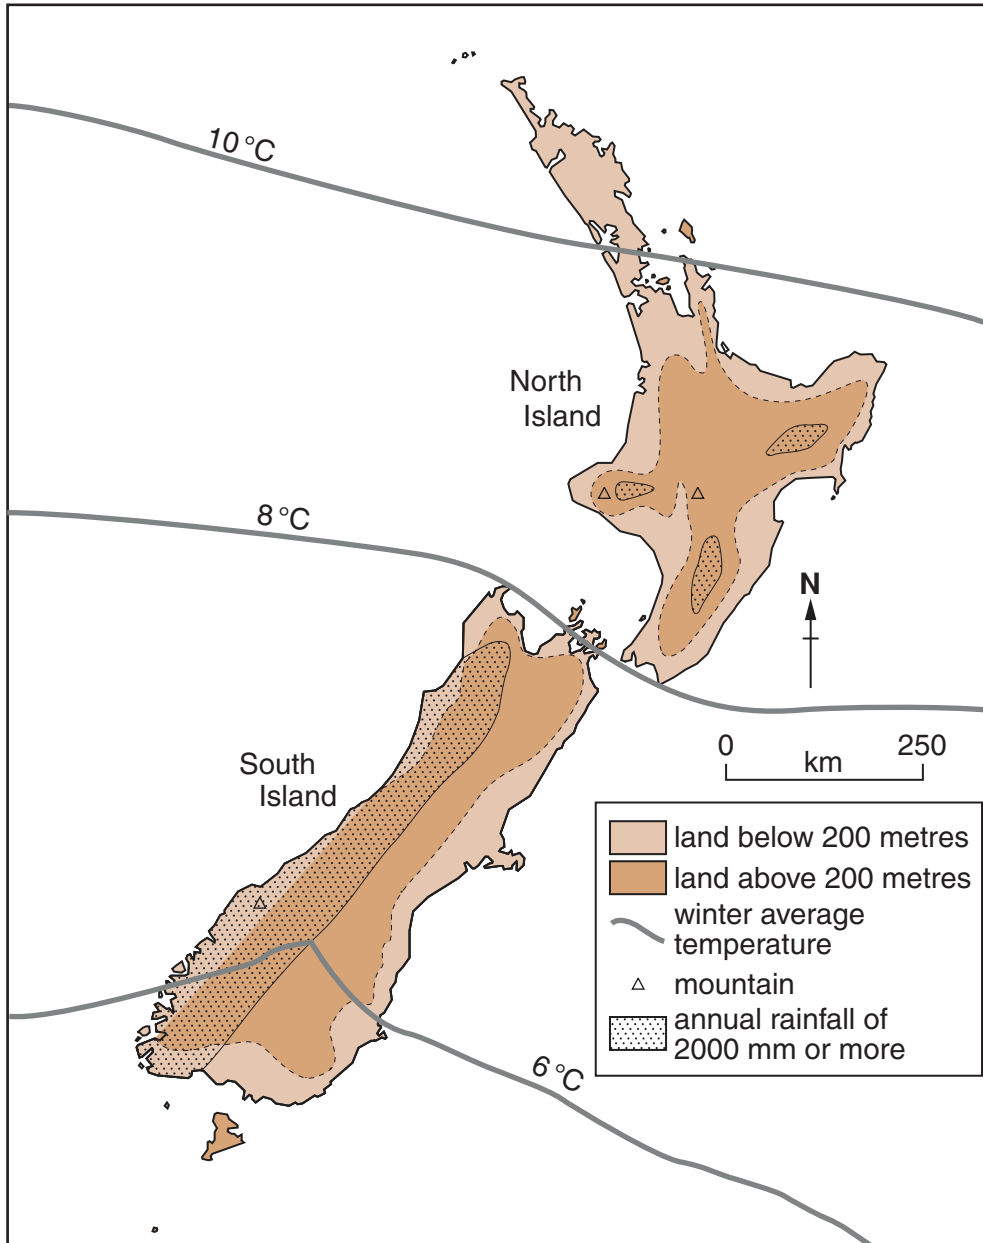 10 °C
North
Island
8 °C
N
South
Island
0 250
km
land below 200 metres
land above 200 metres
winter average
temperature
mountain
annual rainfall of
2000 mm or more
6 °C